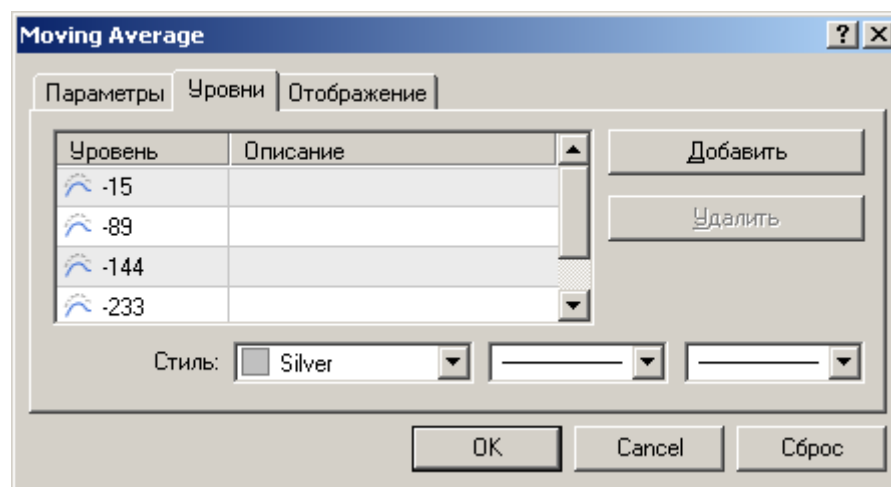 Moving Average
Параметры Уровни Отображение
Уровень Описание
-15
-89
-144
-233
Добавить
Удалить
Стиль: Silver
OK Cancel Сброс